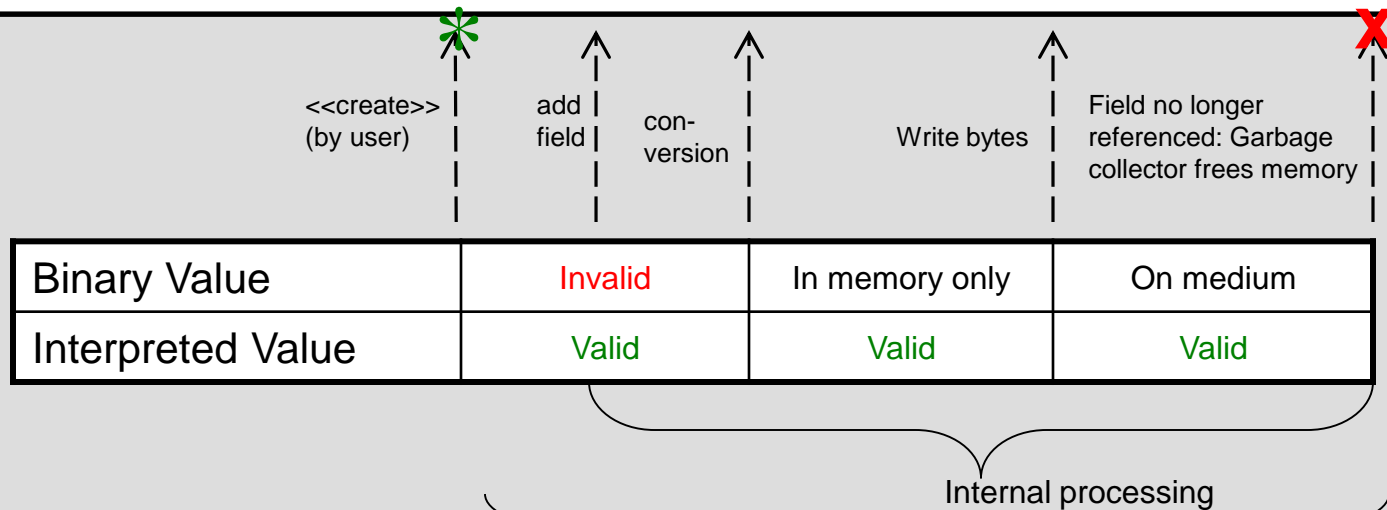 *
X
<<create>>
(by user)
add
field
con-
version
Write bytes
Field no longer
referenced: Garbage
collector frees memory
Binary Value
Invalid
In memory only
On medium
Interpreted Value
Valid
Valid
Valid
Internal processing